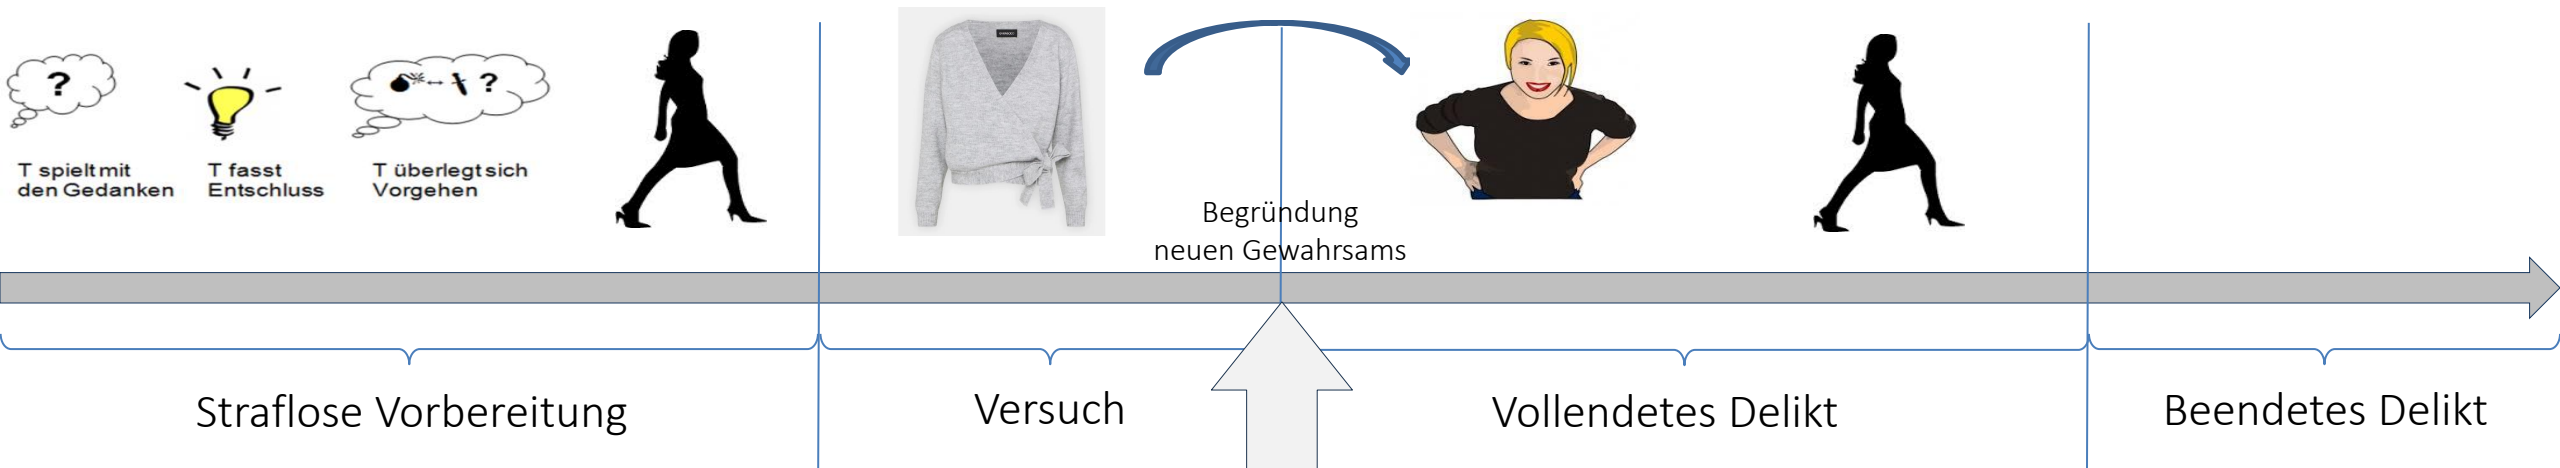 ?
?
T spielt mit
den Gedanken
T fasst
Entschluss
T überlegt sich
Vorgehen
Begründung
neuen Gewahrsams
Straflose Vorbereitung
Versuch
Vollendetes Delikt
Beendetes Delikt